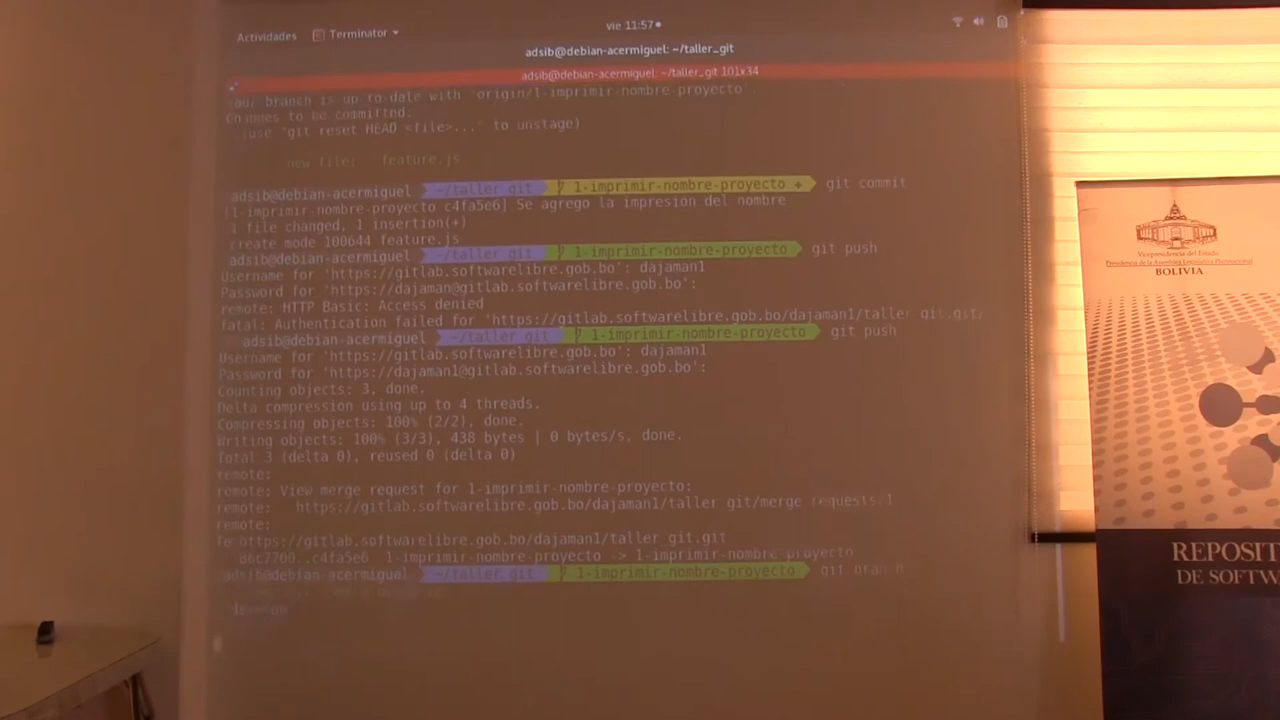 Actividades
Terminator
vie 11:57
adsib@debian-acermiguel: ~/taller_git
adsib@debian-acermiguel: ~/taller_git 101x34
Your branch is up-to-date with 'origin/1-imprimir-nombre-proyecto'.
Changes to be committed:
(use "git reset HEAD <file>..." to unstage)
new file: feature.js
adsib@debian-acermiguel ~/taller_git 1-imprimir-nombre-proyecto + git commit
[1-imprimir-nombre-proyecto c4fa5e6] Se agrego la impresion del nombre
1 file changed, 1 insertion(+)
create mode 100644 feature.js
adsib@debian-acermiguel ~/taller_git 1-imprimir-nombre-proyecto git push
Username for 'https://gitlab.softwarelibre.gob.bo': dajaman1
Password for 'https://dajaman@gitlab.softwarelibre.gob.bo':
remote: HTTP Basic: Access denied
fatal: Authentication failed for 'https://gitlab.softwarelibre.gob.bo/dajaman1/taller_git.git/'
adsib@debian-acermiguel ~/taller_git 1-imprimir-nombre-proyecto git push
Username for 'https://gitlab.softwarelibre.gob.bo': dajaman1
Password for 'https://dajaman1@gitlab.softwarelibre.gob.bo':
Counting objects: 3, done.
Delta compression using up to 4 threads.
Compressing objects: 100% (2/2), done.
Writing objects: 100% (3/3), 438 bytes | 0 bytes/s, done.
Total 3 (delta 0), reused 0 (delta 0)
remote:
remote: View merge request for 1-imprimir-nombre-proyecto:
remote: https://gitlab.softwarelibre.gob.bo/dajaman1/taller_git/merge_requests/1
remote:
To https://gitlab.softwarelibre.gob.bo/dajaman1/taller_git.git
86c7700..c4fa5e6 1-imprimir-nombre-proyecto -> 1-imprimir-nombre-proyecto
adsib@debian-acermiguel ~/taller_git 1-imprimir-nombre-proyecto git branch
Vicepresidencia del Estado
Presidencia de la Asamblea Legislativa Plurinacional
BOLIVIA
REPOSIT
DE SOFTW